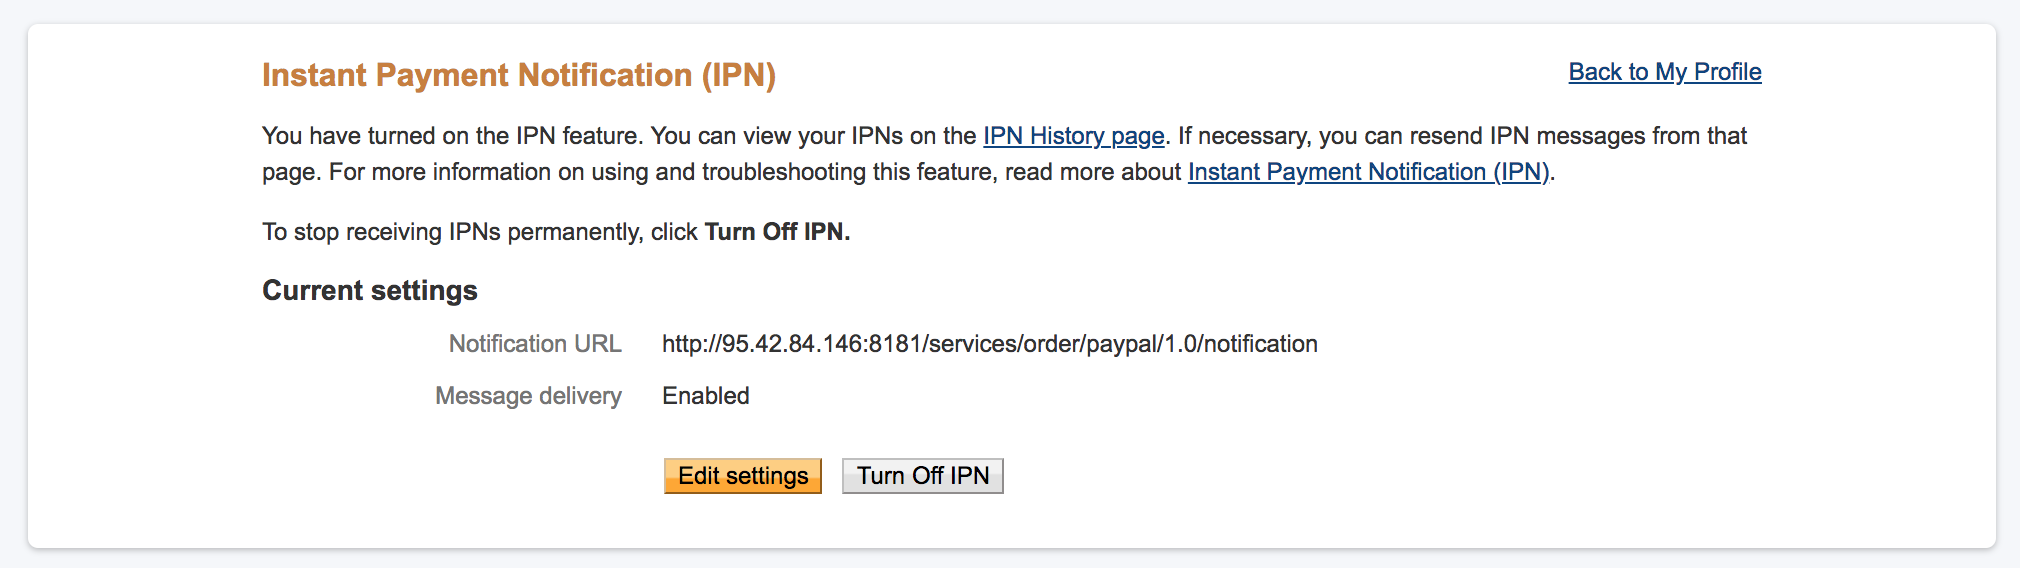 Instant Payment Notification (IPN)
Back to My Profile
You have turned on the IPN feature. You can view your IPNs on the IPN History page. If necessary, you can resend IPN messages from that
page. For more information on using and troubleshooting this feature, read more about Instant Payment Notification (IPN).
To stop receiving IPNs permanently, click Turn Off IPN.
Current settings
Notification URL http://95.42.84.146:8181/services/order/paypal/1.0/notification
Message delivery Enabled
Edit settings Turn Off IPN